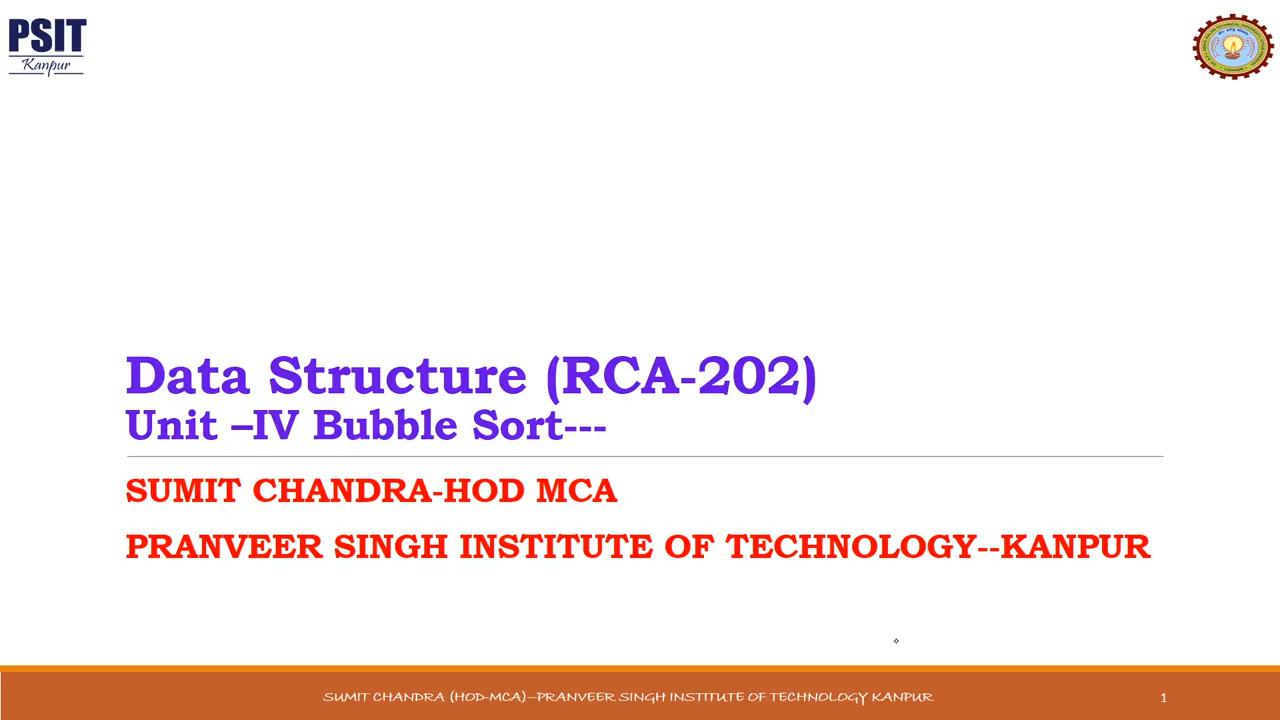 PSIT
Kanpur
Data Structure (RCA-202)
Unit –IV Bubble Sort---
SUMIT CHANDRA-HOD MCA
PRANVEER SINGH INSTITUTE OF TECHNOLOGY--KANPUR
SUMIT CHANDRA (HOD-MCA)—PRANVEER SINGH INSTITUTE OF TECHNOLOGY KANPUR
1